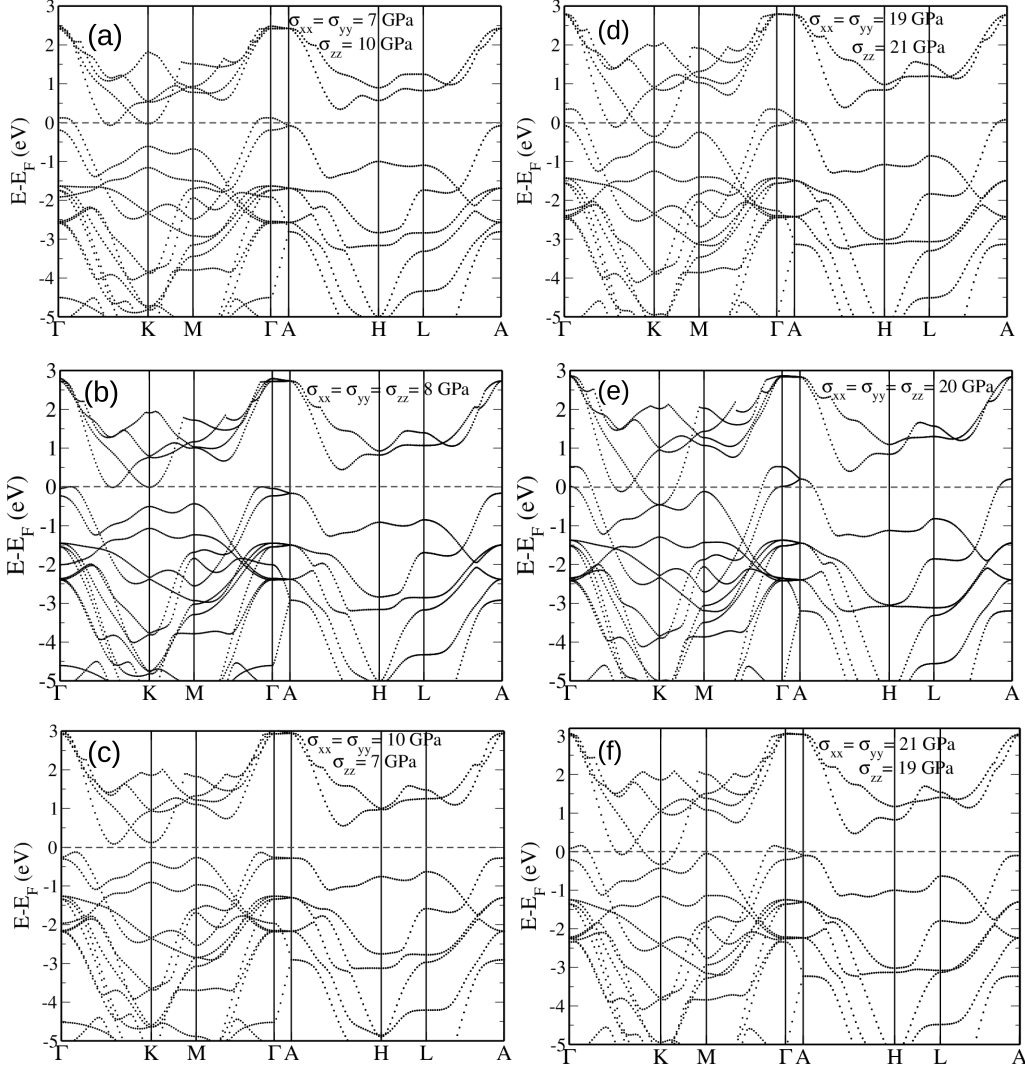 (a)
σxx= σyy= 7 GPa
σzz= 10 GPa
E-EF (eV)
3
2
1
0
-1
-2
-3
-4
-5
Γ K M Γ A H L A
(d)
σxx= σyy= 19 GPa
σzz= 21 GPa
E-EF (eV)
3
2
1
0
-1
-2
-3
-4
-5
Γ K M Γ A H L A
(b)
σxx= σyy= σzz= 8 GPa
E-EF (eV)
3
2
1
0
-1
-2
-3
-4
-5
Γ K M Γ A H L A
(e)
σxx= σyy= σzz= 20 GPa
E-EF (eV)
3
2
1
0
-1
-2
-3
-4
-5
Γ K M Γ A H L A
(c)
σxx= σyy= 10 GPa
σzz= 7 GPa
E-EF (eV)
3
2
1
0
-1
-2
-3
-4
-5
Γ K M Γ A H L A
(f)
σxx= σyy= 21 GPa
σzz= 19 GPa
E-EF (eV)
3
2
1
0
-1
-2
-3
-4
-5
Γ K M Γ A H L A